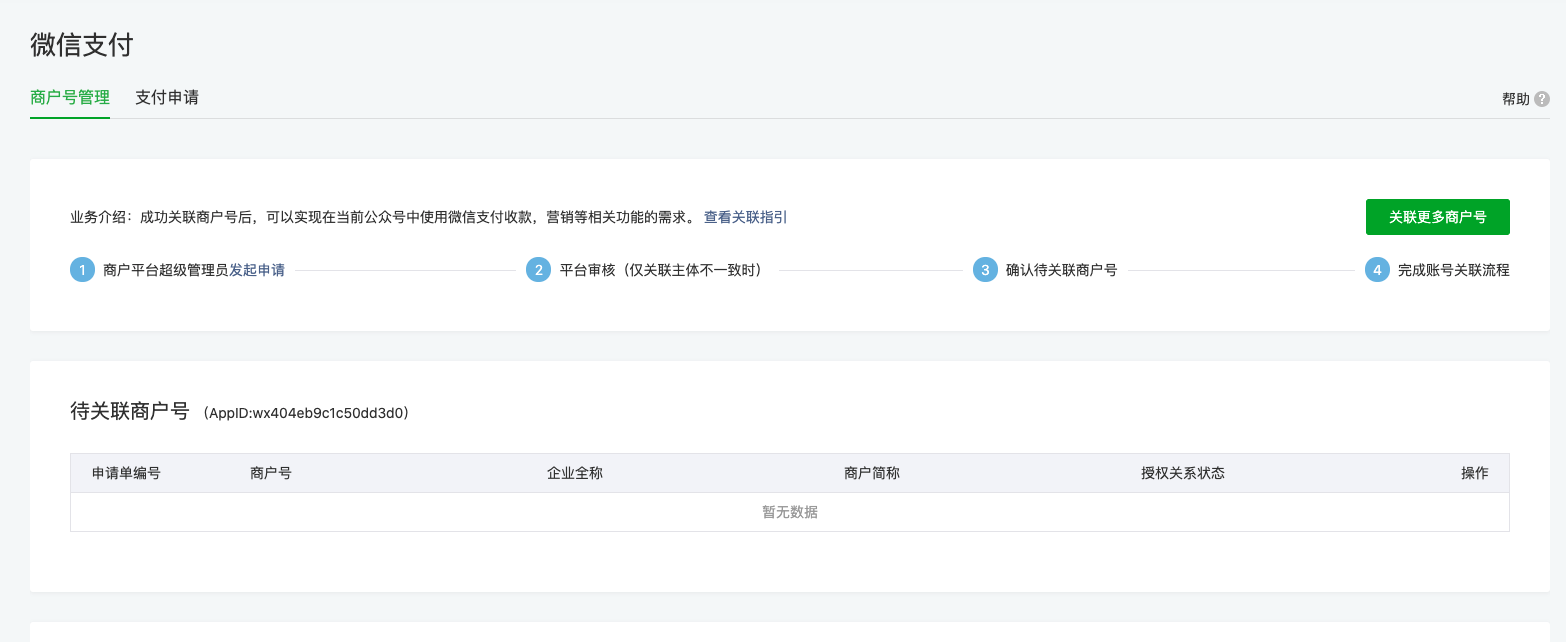 微信支付
商户号管理 支付申请 帮助 ?
业务介绍：成功关联商户号后，可以实现在当前公众号中使用微信支付收款，营销等相关功能的需求。 查看关联指引 关联更多商户号
1 商户平台超级管理员发起申请 2 平台审核（仅关联主体不一致时） 3 确认待关联商户号 4 完成账号关联流程
待关联商户号 （AppID:wx404eb9c1c50dd3d0）
申请单编号 商户号 企业全称 商户简称 授权关系状态 操作
暂无数据